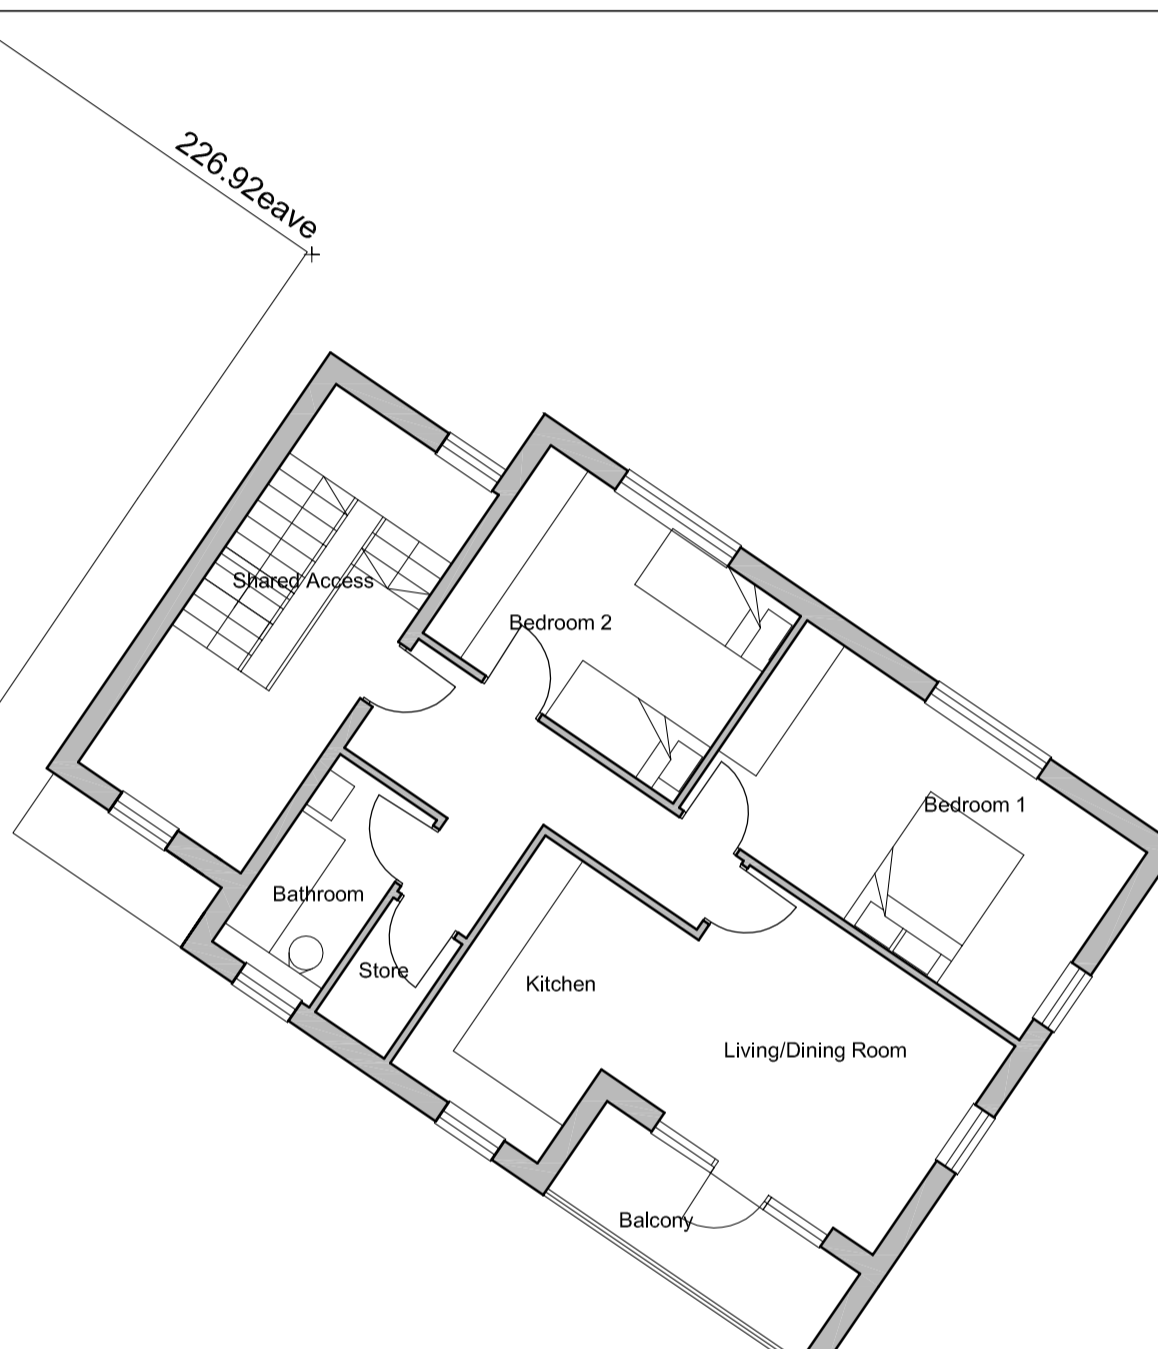 226.92eave
Shared Access
Bedroom 2
Bedroom 1
Bathroom
Store
Kitchen
Living/Dining Room
Balcony